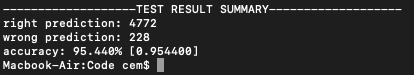 --------------------TEST RESULT SUMMARY--------------------
right prediction: 4772
wrong prediction: 228
accuracy: 95.440% [0.954400]
Macbook-Air:Code cem$